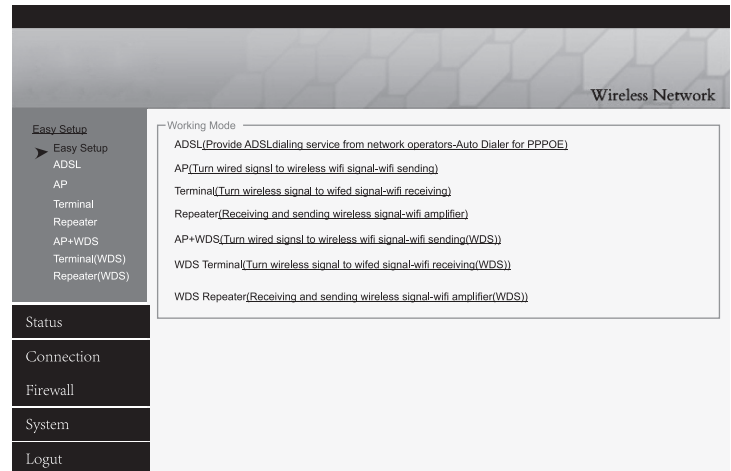 Wireless Network
Easy Setup
Easy Setup
ADSL
AP
Terminal
Repeater
AP+WDS
Terminal(WDS)
Repeater(WDS)
Status
Connection
Firewall
System
Logut
Working Mode
ADSL(Provide ADSLdialing service from network operators-Auto Dialer for PPPOE)
AP(Turn wired signsl to wireless wifi signal-wifi sending)
Terminal(Turn wireless signal to wifed signal-wifi receiving)
Repeater(Receiving and sending wireless signal-wifi amplifier)
AP+WDS(Turn wired signsl to wireless wifi signal-wifi sending(WDS))
WDS Terminal(Turn wireless signal to wifed signal-wifi receiving(WDS))
WDS Repeater(Receiving and sending wireless signal-wifi amplifier(WDS))